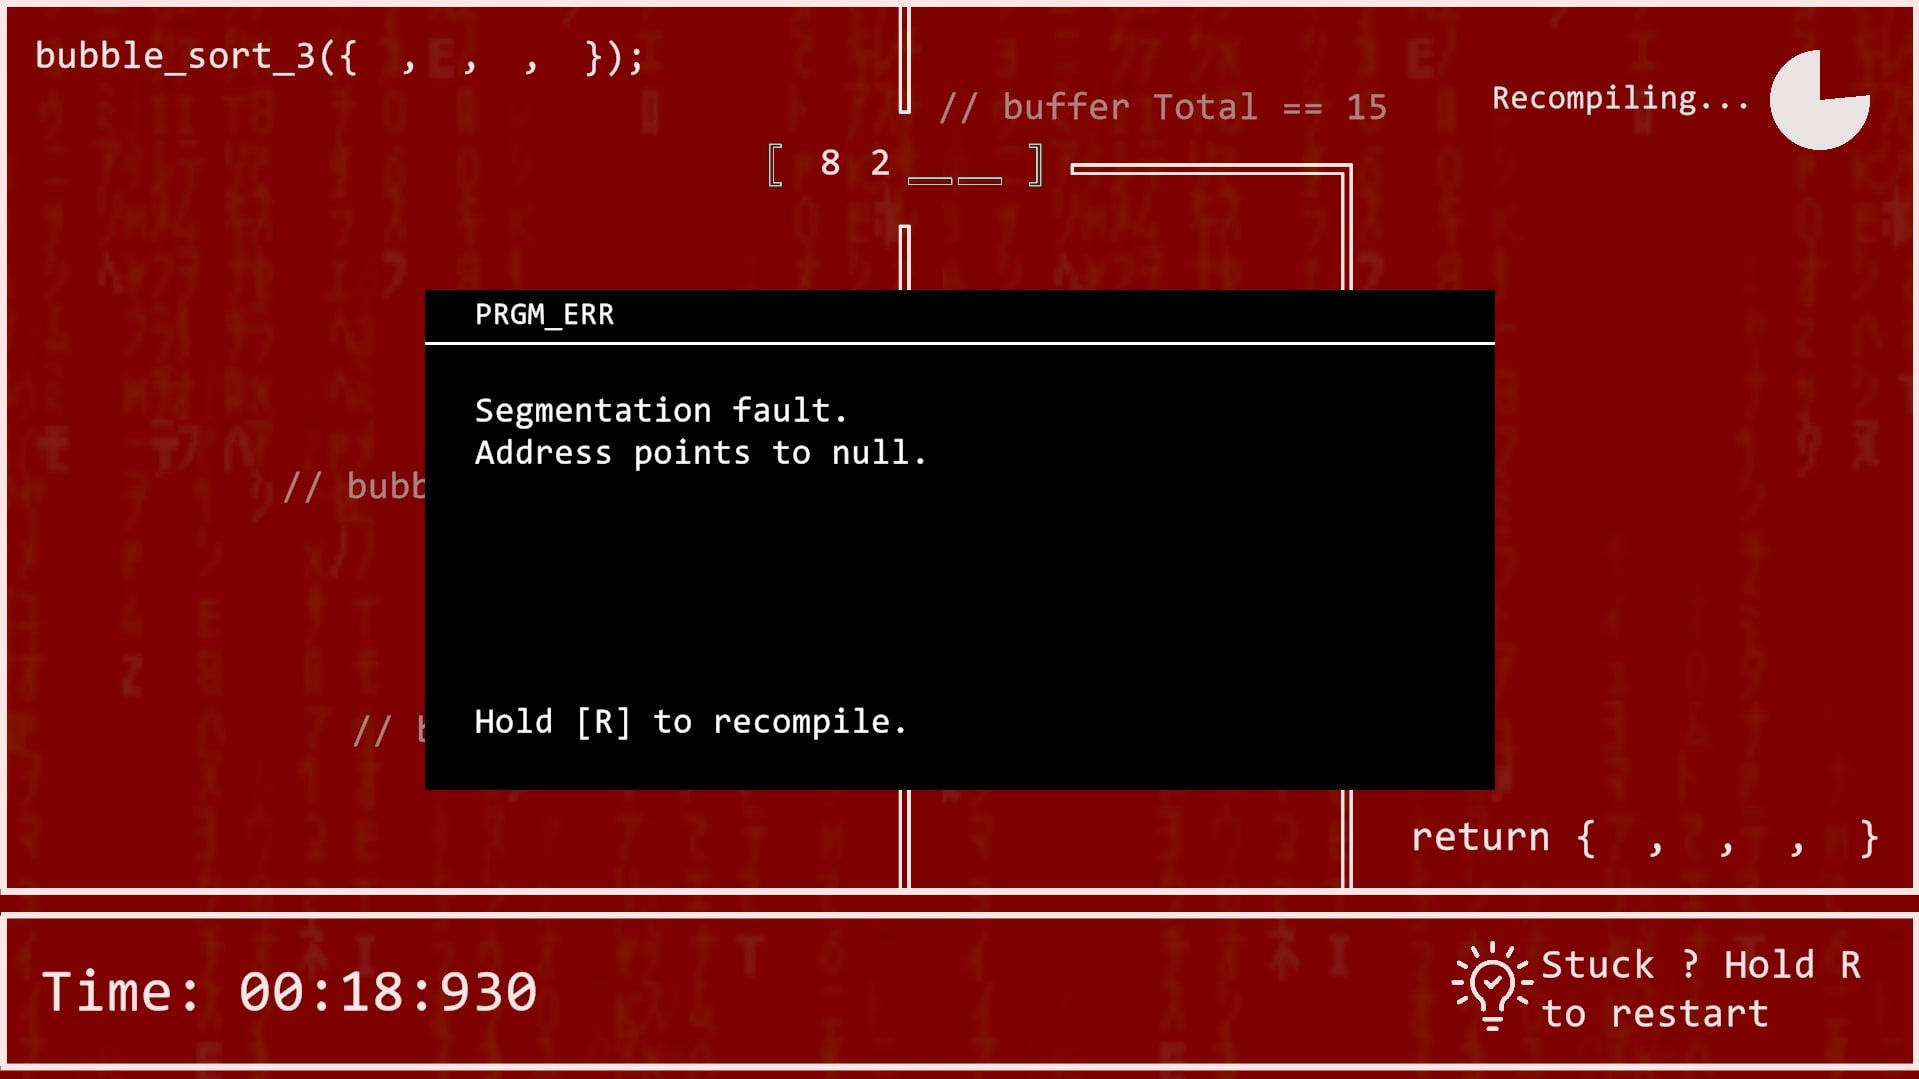 bubble_sort_3({  ,  ,  ,  });
// buffer Total == 15
Recompiling...
[ 8 2 __ __ ]
PRGM_ERR
Segmentation fault.
Address points to null.
// bubb
Hold [R] to recompile.
// b
return {  ,  ,  ,  }
Time: 00:18:930
Stuck ? Hold R
to restart